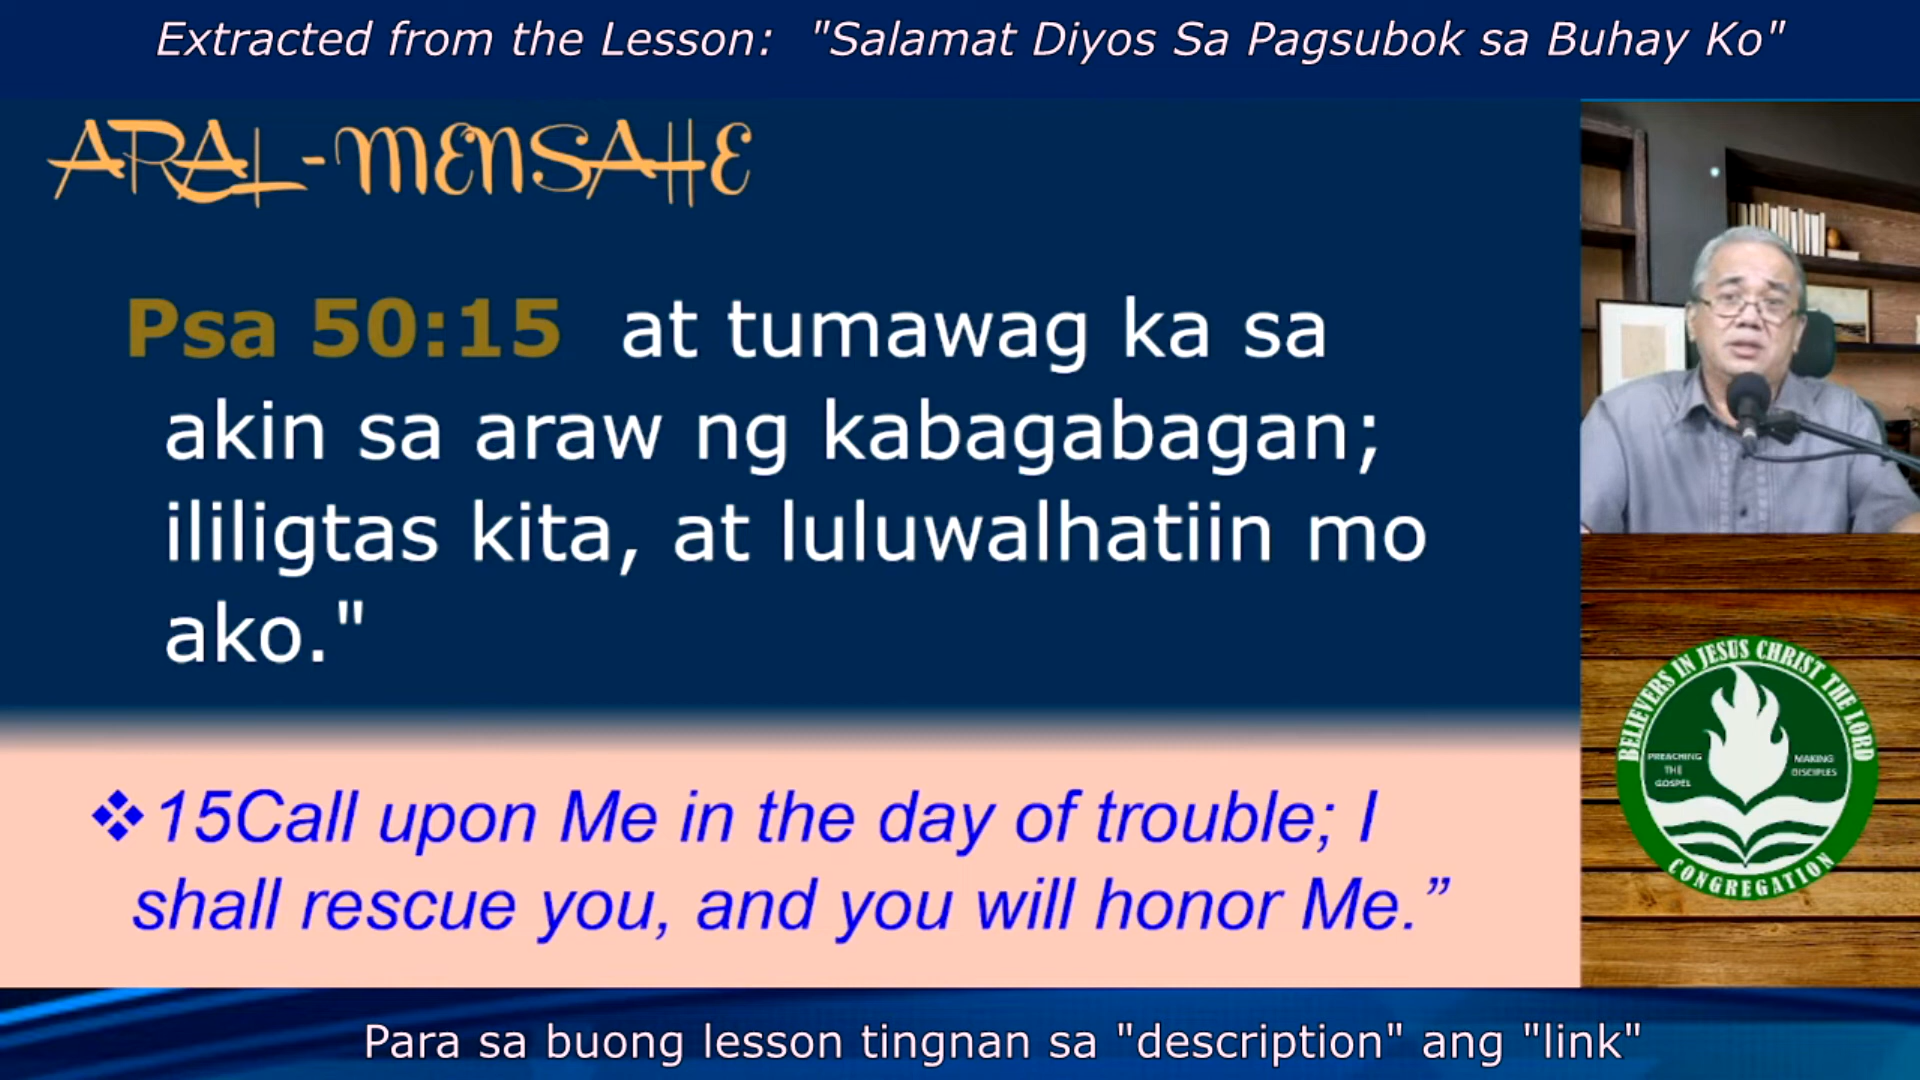 Extracted from the Lesson: "Salamat Diyos Sa Pagsubok sa Buhay Ko"
ARAL-MENSAHE
Psa 50:15 at tumawag ka sa
akin sa araw ng kabagabagan;
ililigtas kita, at luluwalhatiin mo
ako."
❖15Call upon Me in the day of trouble; I
shall rescue you, and you will honor Me.”
BELIEVERS IN JESUS CHRIST THE LORD
PREACHING
THE
GOSPEL
MAKING
DISCIPLES
CONGREGATION
Para sa buong lesson tingnan sa "description" ang "link"